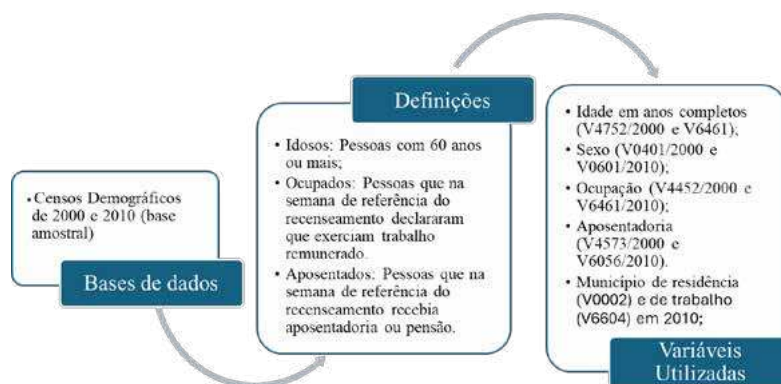 • Censos Demográficos
de 2000 e 2010 (base
amostral)
Bases de dados
Definições
• Idosos: Pessoas com 60 anos
ou mais;
• Ocupados: Pessoas que na
semana de referência do
recenseamento declararam
que exerciam trabalho
remunerado.
• Aposentados: Pessoas que na
semana de referência do
recenseamento recebia
aposentadoria ou pensão.
• Idade em anos completos
(V4752/2000 e V6461);
• Sexo (V0401/2000 e
V0601/2010);
• Ocupação (V4452/2000 e
V6461/2010);
• Aposentadoria
(V4573/2000 e
V6056/2010).
• Município de residência
(V0002) e de trabalho
(V6604) em 2010;
Variáveis
Utilizadas